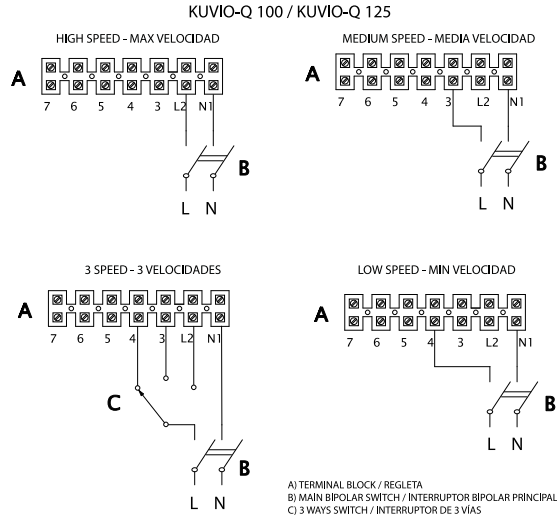 KUVIO-Q 100 / KUVIO-Q 125
HIGH SPEED - MAX VELOCIDAD
A
7 6 5 4 3 L2 N1
B
L N
MEDIUM SPEED - MEDIA VELOCIDAD
A
7 6 5 4 3 L2 N1
B
L N
3 SPEED - 3 VELOCIDADES
A
7 6 5 4 3 L2 N1
C
B
L N
LOW SPEED - MIN VELOCIDAD
A
7 6 5 4 3 L2 N1
B
L N
A) TERMINAL BLOCK / REGLETA
B) MAIN BIPOLAR SWITCH / INTERRUPTOR BIPOLAR PRINCIPAL
C) 3 WAYS SWITCH / INTERRUPTOR DE 3 VÍAS